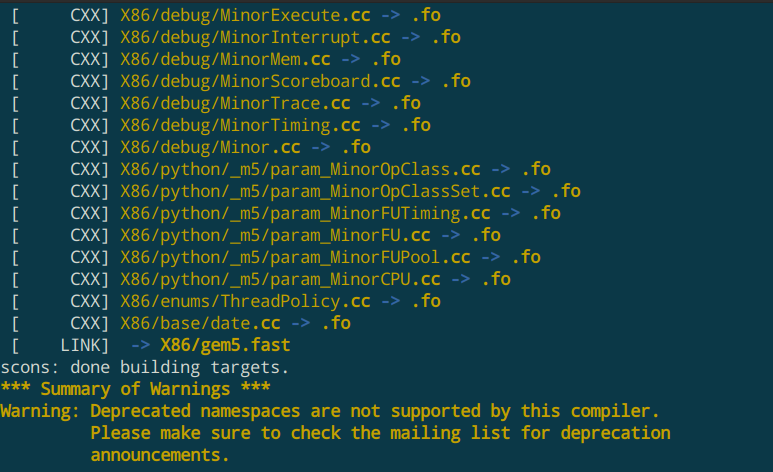 [      CXX] X86/debug/MinorExecute.cc -> .fo
[      CXX] X86/debug/MinorInterrupt.cc -> .fo
[      CXX] X86/debug/MinorMem.cc -> .fo
[      CXX] X86/debug/MinorScoreboard.cc -> .fo
[      CXX] X86/debug/MinorTrace.cc -> .fo
[      CXX] X86/debug/MinorTiming.cc -> .fo
[      CXX] X86/debug/Minor.cc -> .fo
[      CXX] X86/python/_m5/param_MinorOpClass.cc -> .fo
[      CXX] X86/python/_m5/param_MinorOpClassSet.cc -> .fo
[      CXX] X86/python/_m5/param_MinorFUTiming.cc -> .fo
[      CXX] X86/python/_m5/param_MinorFU.cc -> .fo
[      CXX] X86/python/_m5/param_MinorFUPool.cc -> .fo
[      CXX] X86/python/_m5/param_MinorCPU.cc -> .fo
[      CXX] X86/enums/ThreadPolicy.cc -> .fo
[      CXX] X86/base/date.cc -> .fo
[     LINK]  -> X86/gem5.fast
scons: done building targets.
*** Summary of Warnings ***
Warning: Deprecated namespaces are not supported by this compiler.
         Please make sure to check the mailing list for deprecation
         announcements.